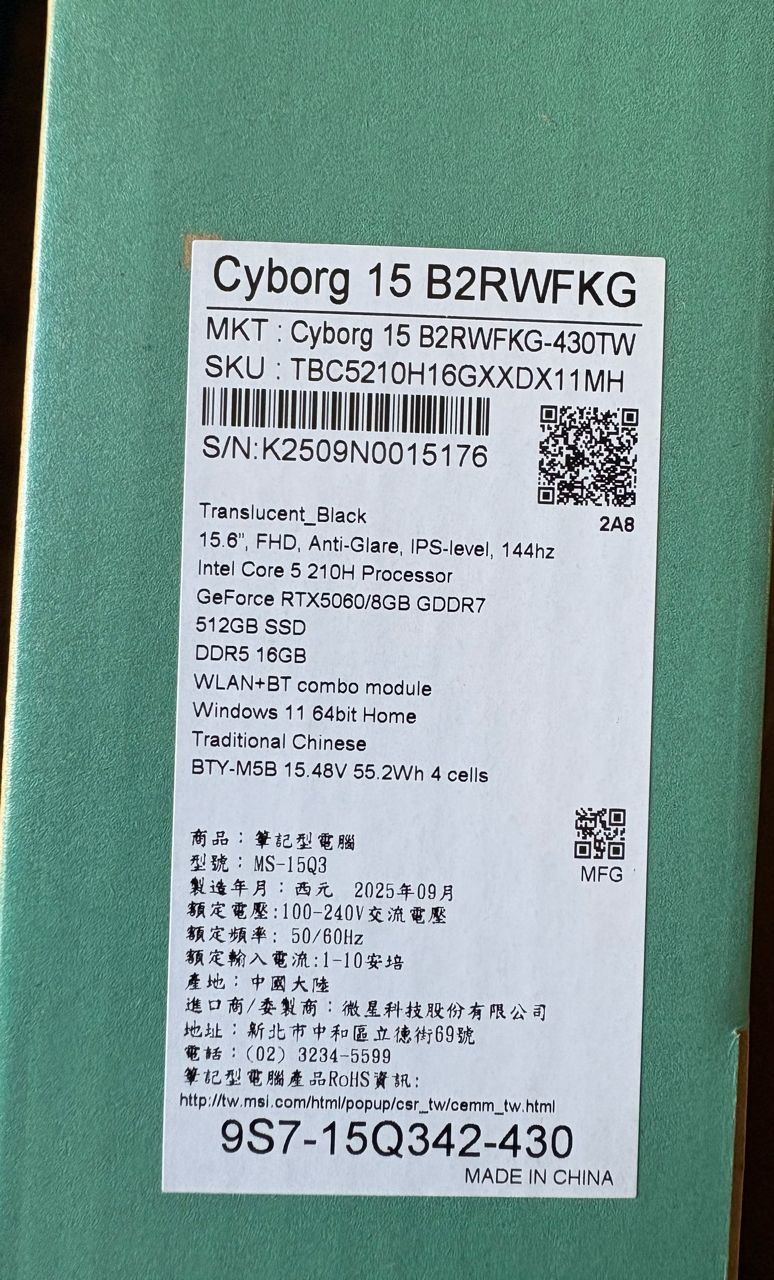 Cyborg 15 B2RWFKG
MKT : Cyborg 15 B2RWFKG-430TW
SKU : TBC5210H16GXXDX11MH
S/N:K2509N0015176
2A8
Translucent_Black
15.6”, FHD, Anti-Glare, IPS-level, 144hz
Intel Core 5 210H Processor
GeForce RTX5060/8GB GDDR7
512GB SSD
DDR5 16GB
WLAN+BT combo module
Windows 11 64bit Home
Traditional Chinese
BTY-M5B 15.48V 55.2Wh 4 cells
MFG
商品：筆記型電腦
型號：MS-15Q3
製造年月：西元 2025年09月
額定電壓:100-240V交流電壓
額定頻率: 50/60Hz
額定輸入電流:1-10安培
產地：中國大陸
進口商/委製商：微星科技股份有限公司
地址：新北市中和區立德街69號
電話：(02) 3234-5599
筆記型電腦產品RoHS資訊:
http://tw.msi.com/html/popup/csr_tw/cemm_tw.html
9S7-15Q342-430
MADE IN CHINA